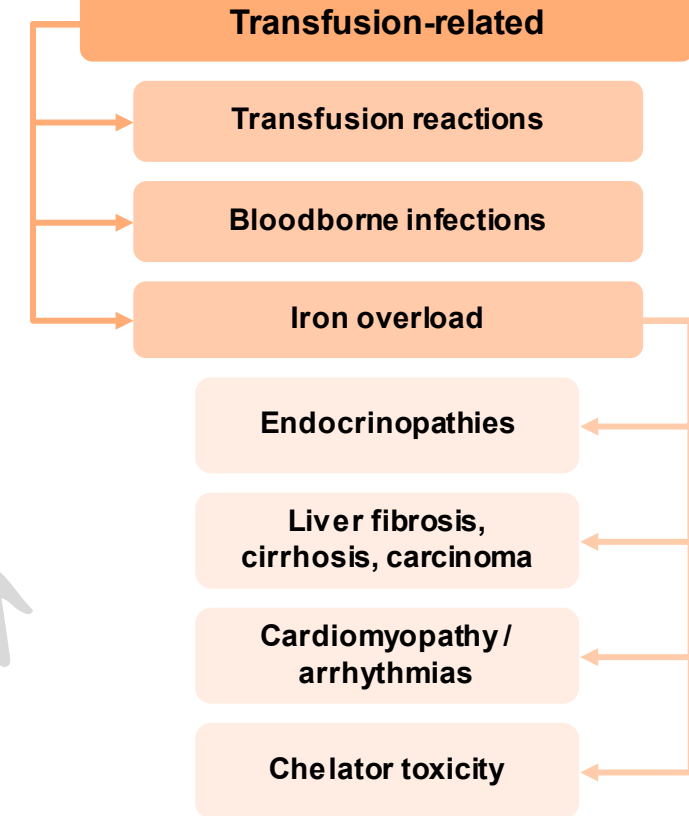 Transfusion-related
Transfusion reactions
Bloodborne infections
Iron overload
Endocrinopathies
Liver fibrosis,
cirrhosis, carcinoma
Cardiomyopathy /
arrhythmias
Chelator toxicity